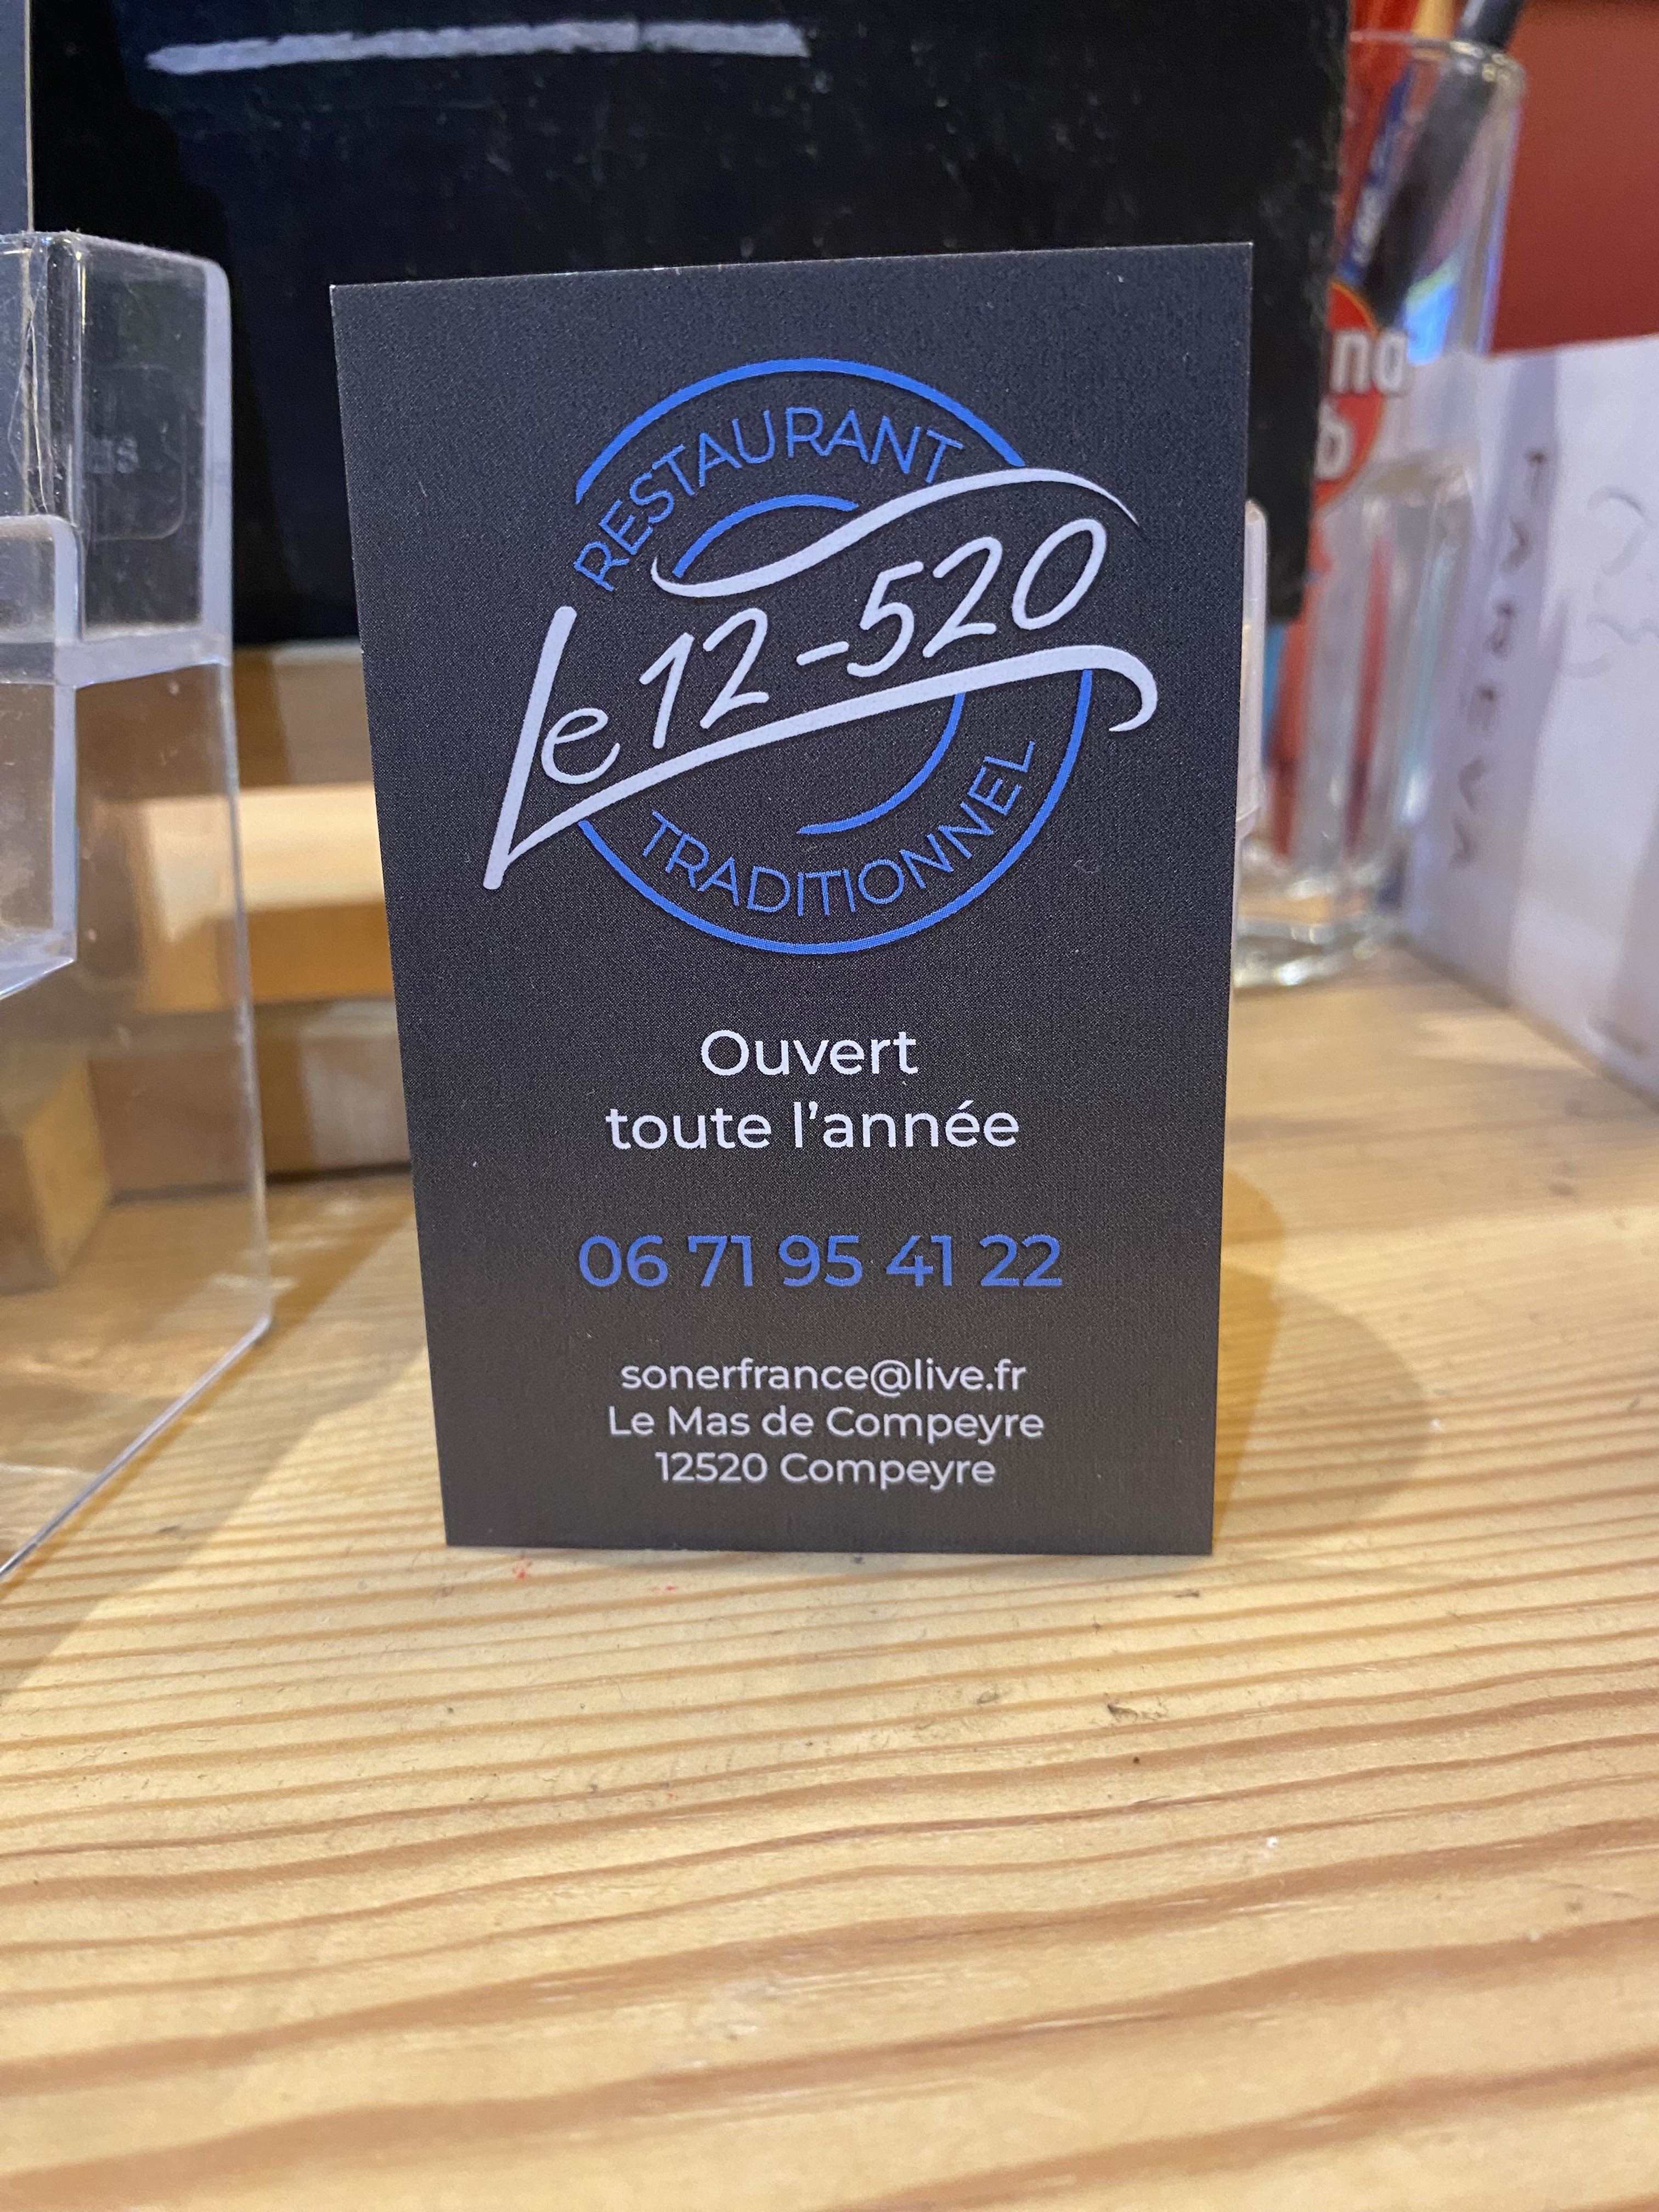 RESTAURANT
Le 12-520
TRADITIONNEL
Ouvert
toute l'année
06 71 95 41 22
sonerfrance@live.fr
Le Mas de Compeyre
12520 Compeyre